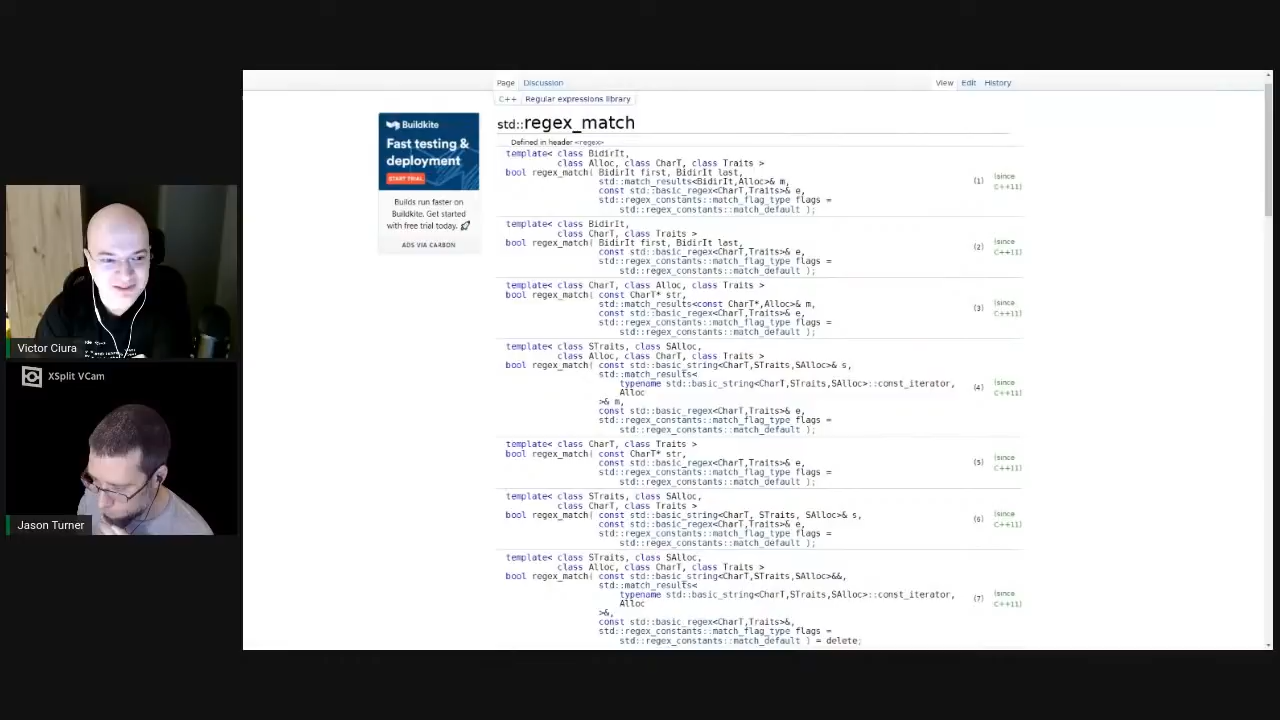 Page Discussion View Edit History
C++ Regular expressions library
std::regex_match
Defined in header <regex>
template< class BidirIt,
class Alloc, class CharT, class Traits >
bool regex_match( BidirIt first, BidirIt last,
std::match_results<BidirIt,Alloc>& m,
const std::basic_regex<CharT,Traits>& e,
std::regex_constants::match_flag_type flags =
std::regex_constants::match_default );
(1) (since
C++11)
template< class BidirIt,
class CharT, class Traits >
bool regex_match( BidirIt first, BidirIt last,
const std::basic_regex<CharT,Traits>& e,
std::regex_constants::match_flag_type flags =
std::regex_constants::match_default );
(2) (since
C++11)
template< class CharT, class Alloc, class Traits >
bool regex_match( const CharT* str,
std::match_results<const CharT*,Alloc>& m,
const std::basic_regex<CharT,Traits>& e,
std::regex_constants::match_flag_type flags =
std::regex_constants::match_default );
(3) (since
C++11)
template< class STraits, class SAlloc,
class Alloc, class CharT, class Traits >
bool regex_match( const std::basic_string<CharT,STraits,SAlloc>& s,
std::match_results<
typename std::basic_string<CharT,STraits,SAlloc>::const_iterator,
Alloc
>& m,
const std::basic_regex<CharT,Traits>& e,
std::regex_constants::match_flag_type flags =
std::regex_constants::match_default );
(4) (since
C++11)
template< class CharT, class Traits >
bool regex_match( const CharT* str,
const std::basic_regex<CharT,Traits>& e,
std::regex_constants::match_flag_type flags =
std::regex_constants::match_default );
(5) (since
C++11)
template< class STraits, class SAlloc,
class CharT, class Traits >
bool regex_match( const std::basic_string<CharT, STraits, SAlloc>& s,
const std::basic_regex<CharT,Traits>& e,
std::regex_constants::match_flag_type flags =
std::regex_constants::match_default );
(6) (since
C++11)
template< class STraits, class SAlloc,
class Alloc, class CharT, class Traits >
bool regex_match( const std::basic_string<CharT,STraits,SAlloc>&&,
std::match_results<
typename std::basic_string<CharT,STraits,SAlloc>::const_iterator,
Alloc
>&,
const std::basic_regex<CharT,Traits>&,
std::regex_constants::match_flag_type flags =
std::regex_constants::match_default ) = delete;
(7) (since
C++11)
Buildkite
Fast testing &
deployment
START TRIAL
Builds run faster on
Buildkite. Get started
with free trial today.
ADS VIA CARBON
Victor Ciura
XSplit VCam
Jason Turner